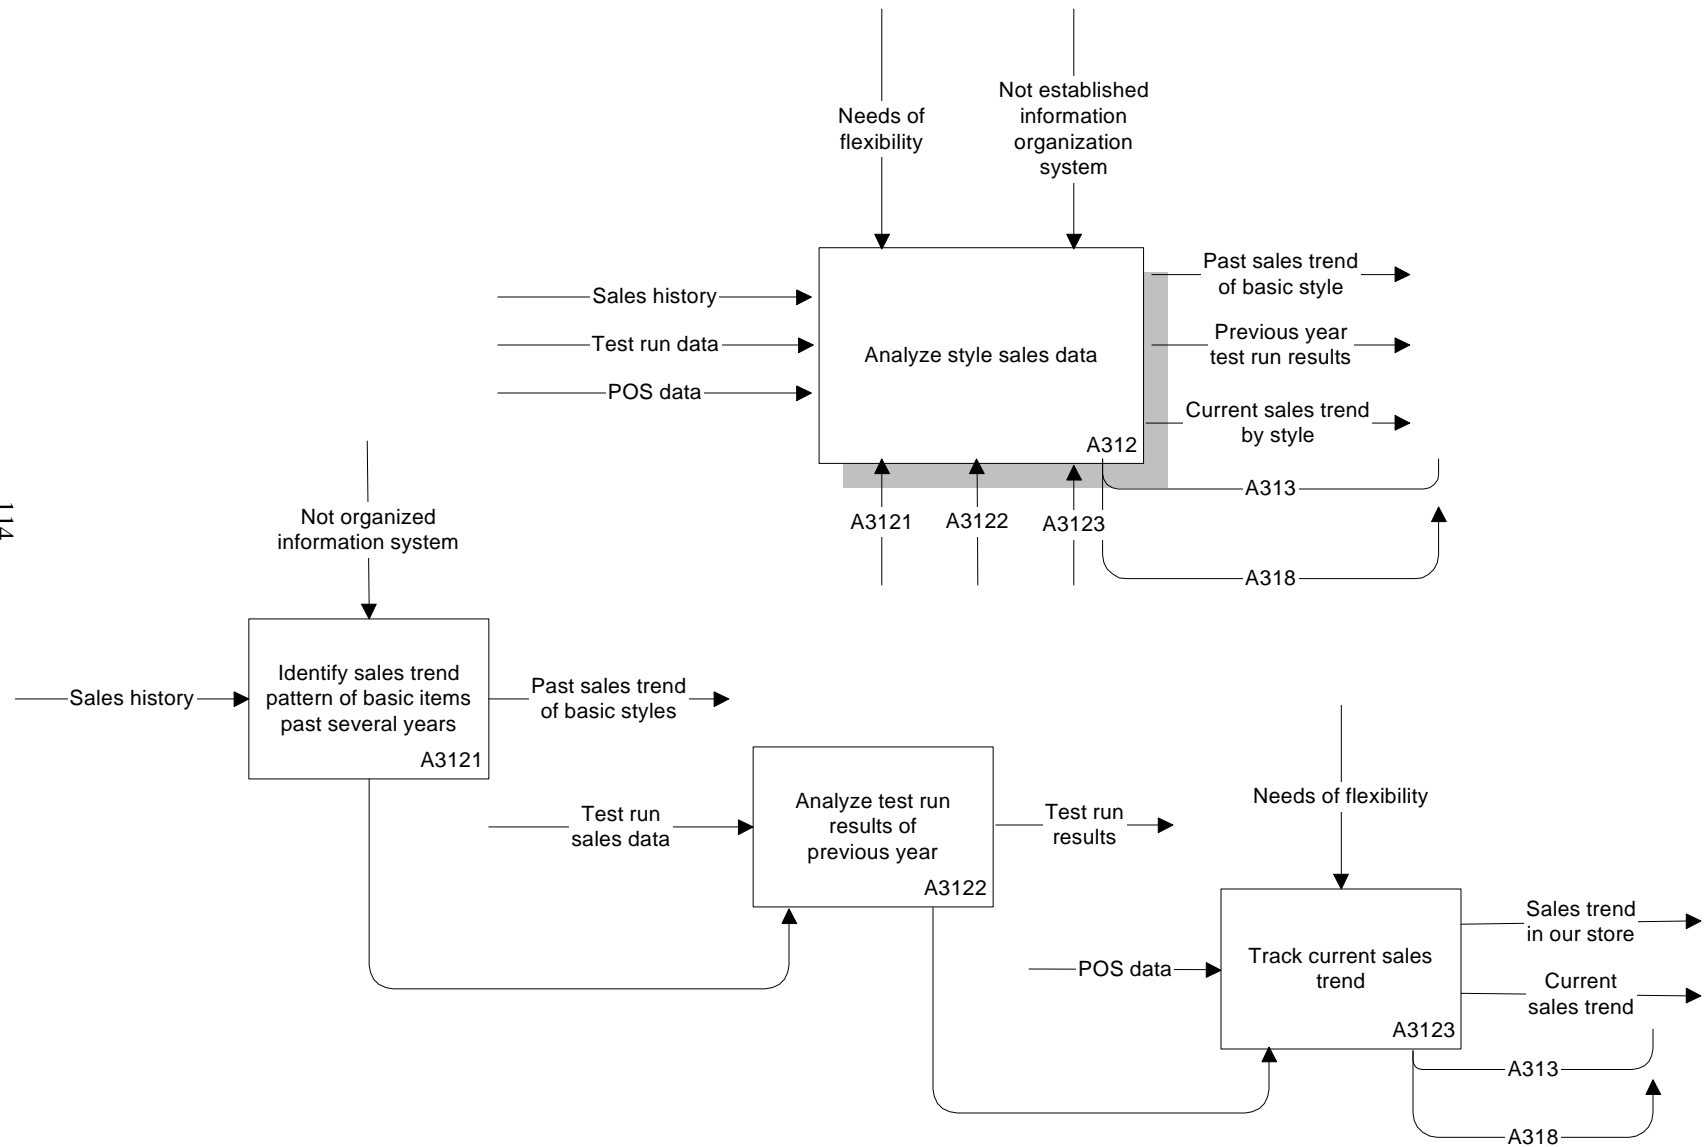 Needs of
flexibility
Not established
information
organization
system
Sales history
Test run data
POS data
Analyze style sales data
A312
Past sales trend
of basic style
Previous year
test run results
Current sales trend
by style
A313
A318
A3121
A3122
A3123
114
Not organized
information system
Sales history
Identify sales trend
pattern of basic items
past several years
A3121
Past sales trend
of basic styles
Test run
sales data
Analyze test run
results of
previous year
A3122
Test run
results
Needs of flexibility
POS data
Track current sales
trend
A3123
Sales trend
in our store
Current
sales trend
A313
A318